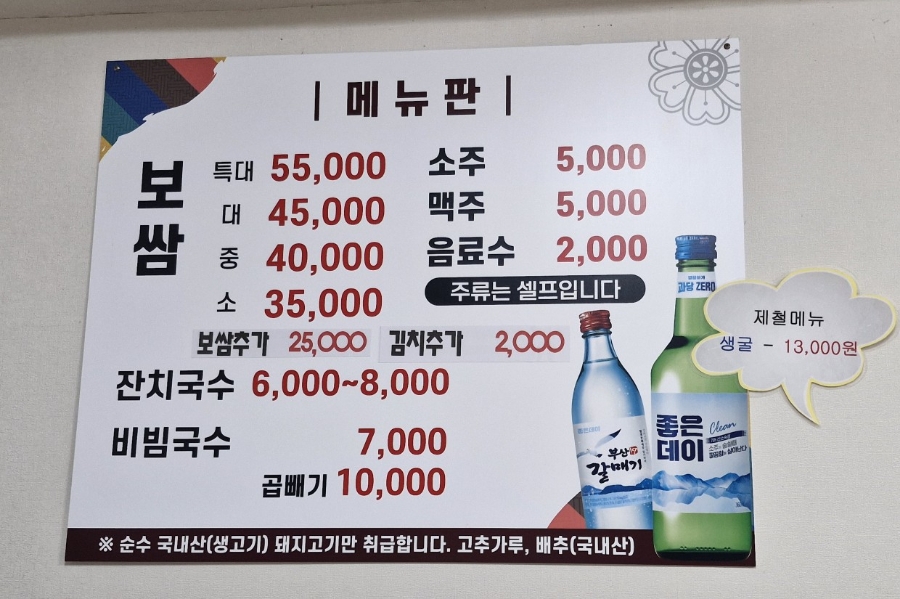 메뉴판
보쌈
특대 55,000
대 45,000
중 40,000
소 35,000
보쌈추가 25,000
김치추가 2,000
잔치국수 6,000~8,000
비빔국수 7,000
곱빼기 10,000
소주 5,000
맥주 5,000
음료수 2,000
주류는 셀프입니다
제철메뉴
생굴 - 13,000원
부산
갈매기
과당 ZERO
좋은
데이
Clean
※ 순수 국내산(생고기) 돼지고기만 취급합니다. 고추가루, 배추(국내산)